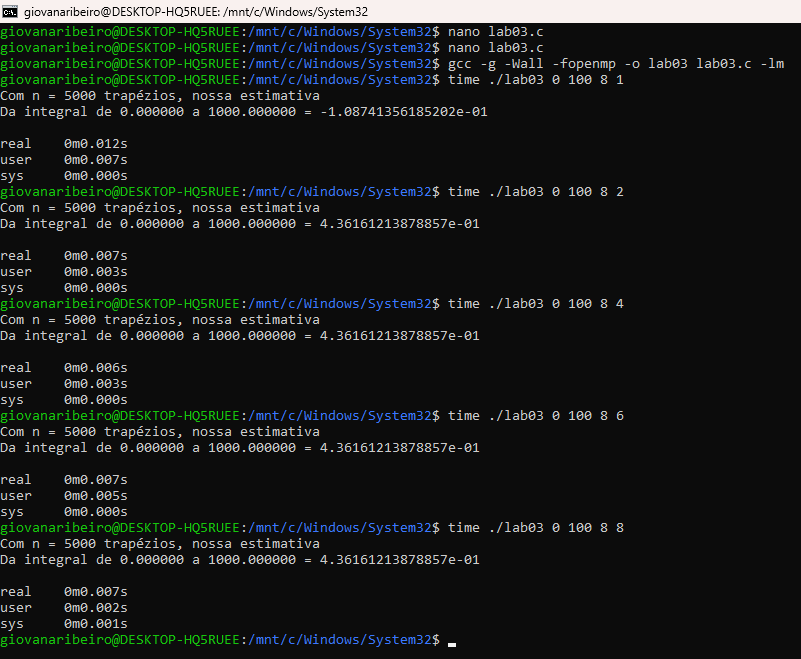 giovanaribeiro@DESKTOP-HQ5RUEE: /mnt/c/Windows/System32
giovanaribeiro@DESKTOP-HQ5RUEE:/mnt/c/Windows/System32$ nano lab03.c
giovanaribeiro@DESKTOP-HQ5RUEE:/mnt/c/Windows/System32$ nano lab03.c
giovanaribeiro@DESKTOP-HQ5RUEE:/mnt/c/Windows/System32$ gcc -g -Wall -fopenmp -o lab03 lab03.c -lm
giovanaribeiro@DESKTOP-HQ5RUEE:/mnt/c/Windows/System32$ time ./lab03 0 100 8 1
Com n = 5000 trapézios, nossa estimativa
Da integral de 0.000000 a 1000.000000 = -1.08741356185202e-01

real    0m0.012s
user    0m0.007s
sys     0m0.000s
giovanaribeiro@DESKTOP-HQ5RUEE:/mnt/c/Windows/System32$ time ./lab03 0 100 8 2
Com n = 5000 trapézios, nossa estimativa
Da integral de 0.000000 a 1000.000000 = 4.36161213878857e-01

real    0m0.007s
user    0m0.003s
sys     0m0.000s
giovanaribeiro@DESKTOP-HQ5RUEE:/mnt/c/Windows/System32$ time ./lab03 0 100 8 4
Com n = 5000 trapézios, nossa estimativa
Da integral de 0.000000 a 1000.000000 = 4.36161213878857e-01

real    0m0.006s
user    0m0.003s
sys     0m0.000s
giovanaribeiro@DESKTOP-HQ5RUEE:/mnt/c/Windows/System32$ time ./lab03 0 100 8 6
Com n = 5000 trapézios, nossa estimativa
Da integral de 0.000000 a 1000.000000 = 4.36161213878857e-01

real    0m0.007s
user    0m0.005s
sys     0m0.000s
giovanaribeiro@DESKTOP-HQ5RUEE:/mnt/c/Windows/System32$ time ./lab03 0 100 8 8
Com n = 5000 trapézios, nossa estimativa
Da integral de 0.000000 a 1000.000000 = 4.36161213878857e-01

real    0m0.007s
user    0m0.002s
sys     0m0.001s
giovanaribeiro@DESKTOP-HQ5RUEE:/mnt/c/Windows/System32$